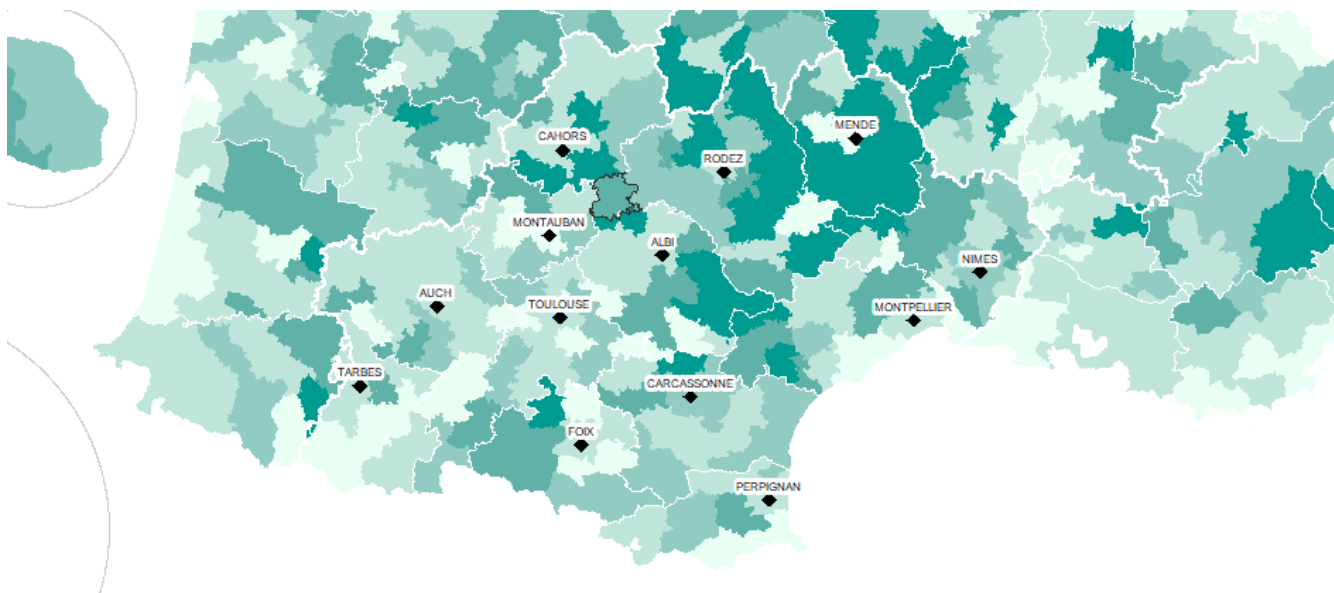 MENDE
CAHORS
RODEZ
MONTAUBAN
ALBI
NIMES
AUCH
TOULOUSE
MONTPELLIER
TARBES
CARCASSONNE
FOIX
PERPIGNAN